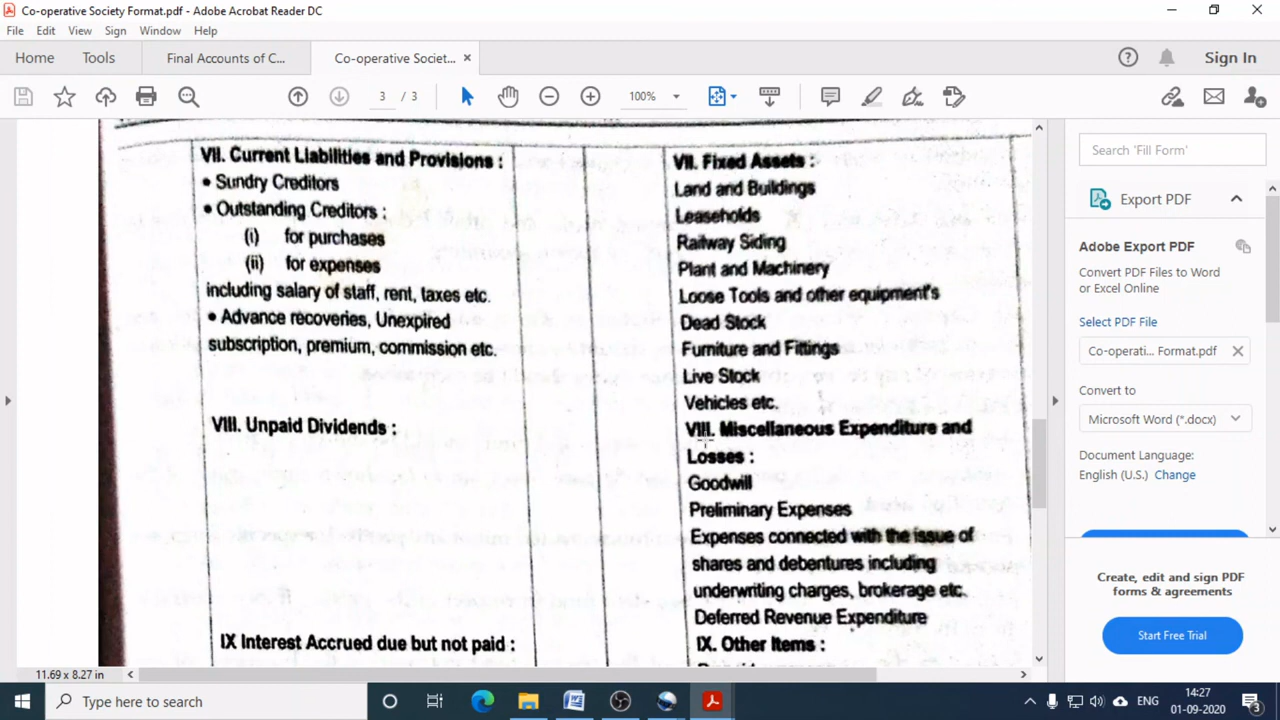 Co-operative Society Format.pdf - Adobe Acrobat Reader DC
File Edit View Sign Window Help
Home Tools Final Accounts of C... Co-operative Societ...
Sign In
3 / 3 100%
VII. Current Liabilities and Provisions :
• Sundry Creditors
• Outstanding Creditors :
(i) for purchases
(ii) for expenses
including salary of staff, rent, taxes etc.
• Advance recoveries, Unexpired
subscription, premium, commission etc.
VIII. Unpaid Dividends :
IX Interest Accrued due but not paid :
VII. Fixed Assets :
Land and Buildings
Leaseholds
Railway Siding
Plant and Machinery
Loose Tools and other equipment's
Dead Stock
Furniture and Fittings
Live Stock
Vehicles etc.
VIII. Miscellaneous Expenditure and
Losses :
Goodwill
Preliminary Expenses
Expenses connected with the issue of
shares and debentures including
underwriting charges, brokerage etc.
Deferred Revenue Expenditure
IX. Other Items :
Search 'Fill Form'
Export PDF
Adobe Export PDF
Convert PDF Files to Word
or Excel Online
Select PDF File
Co-operati... Format.pdf
Convert to
Microsoft Word (*.docx)
Document Language:
English (U.S.) Change
Create, edit and sign PDF
forms & agreements
Start Free Trial
11.69 x 8.27 in
Type here to search
ENG
14:27
01-09-2020
3